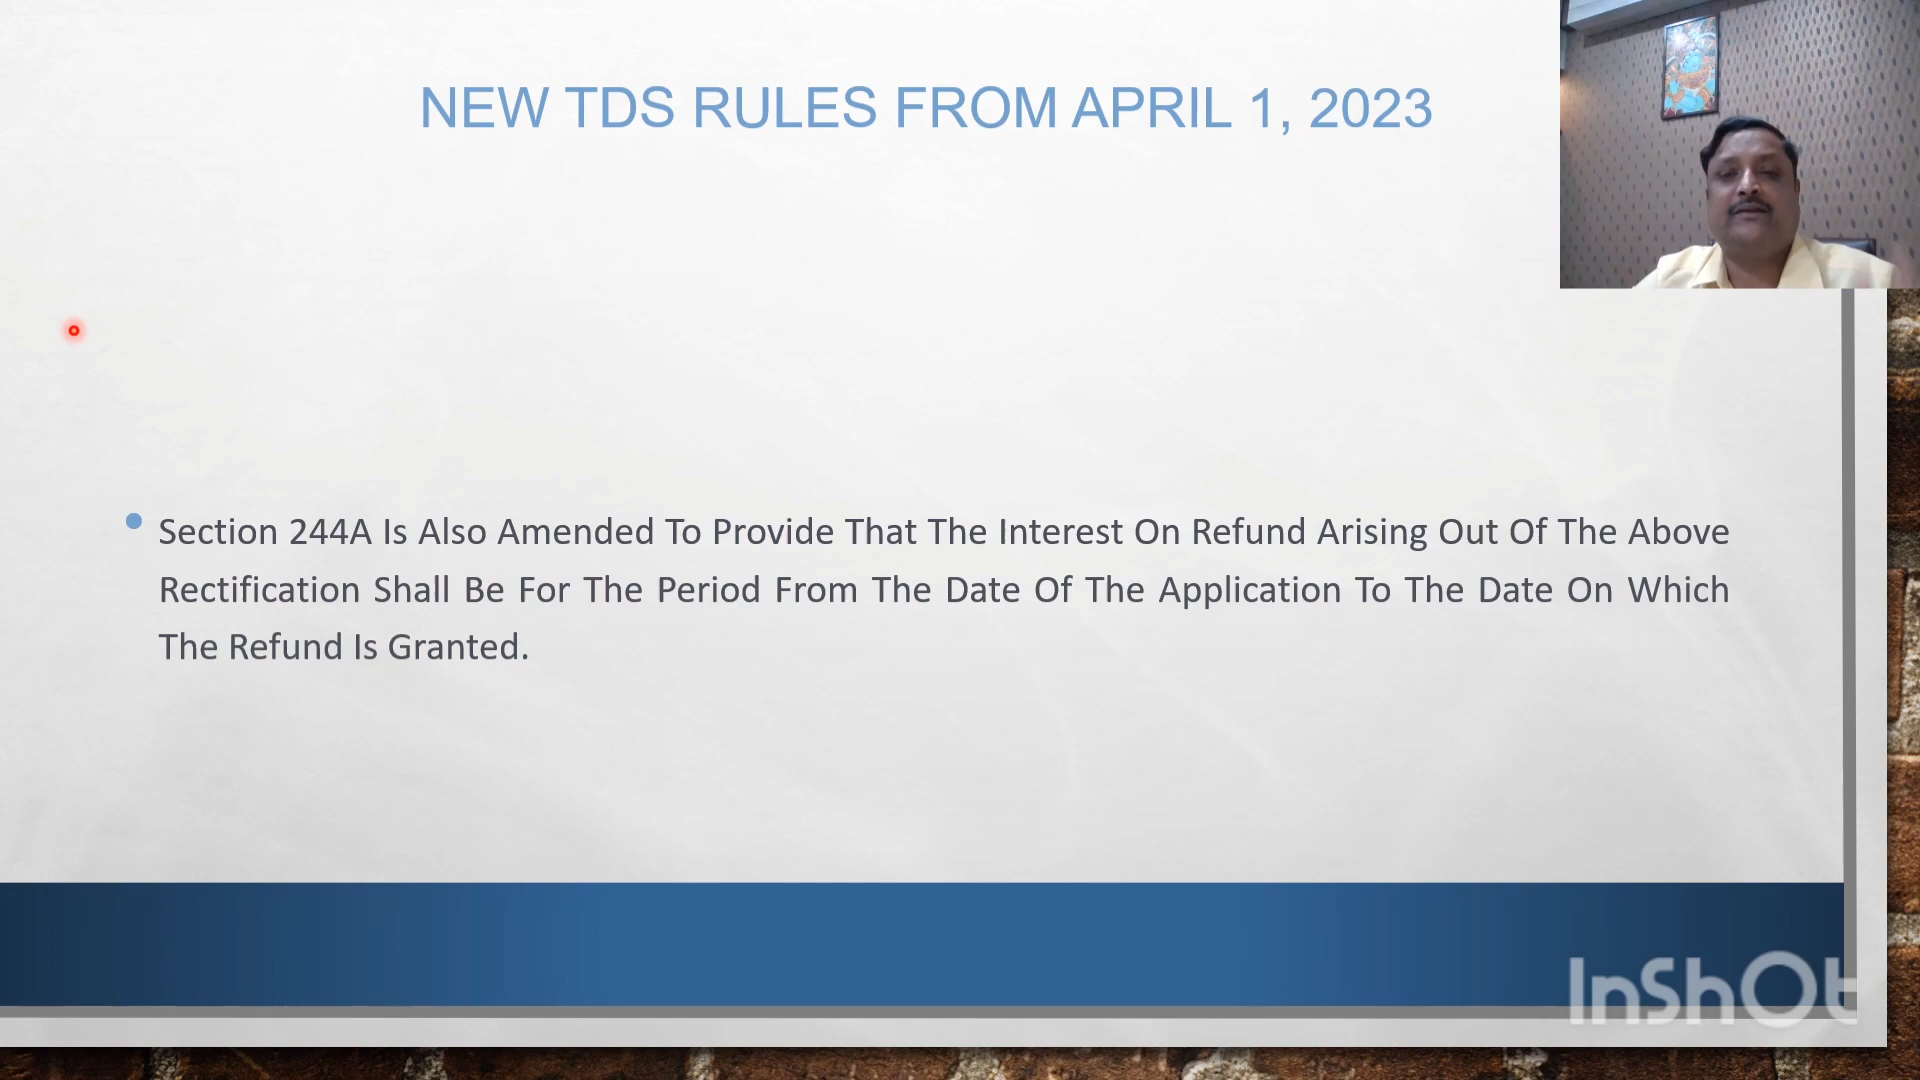 NEW TDS RULES FROM APRIL 1, 2023
Section 244A Is Also Amended To Provide That The Interest On Refund Arising Out Of The Above
Rectification Shall Be For The Period From The Date Of The Application To The Date On Which
The Refund Is Granted.
InShOt